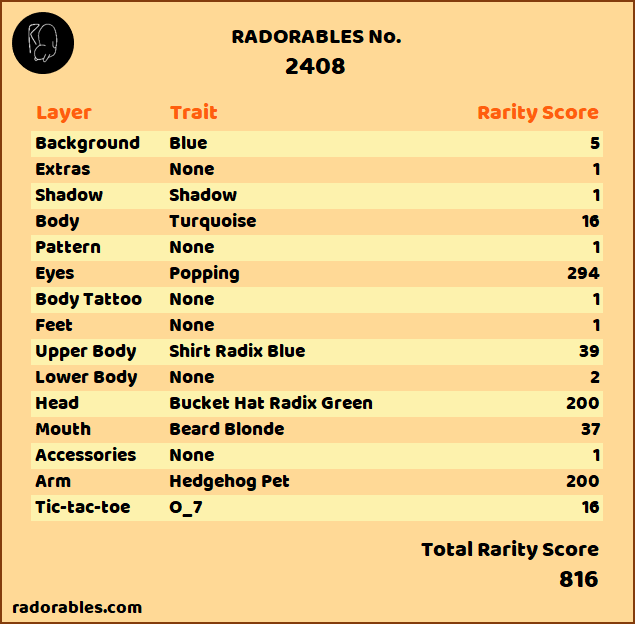 RADORABLES No.
2408
Layer Trait Rarity Score
Background Blue 5
Extras None 1
Shadow Shadow 1
Body Turquoise 16
Pattern None 1
Eyes Popping 294
Body Tattoo None 1
Feet None 1
Upper Body Shirt Radix Blue 39
Lower Body None 2
Head Bucket Hat Radix Green 200
Mouth Beard Blonde 37
Accessories None 1
Arm Hedgehog Pet 200
Tic-tac-toe O_7 16
Total Rarity Score
816
radorables.com